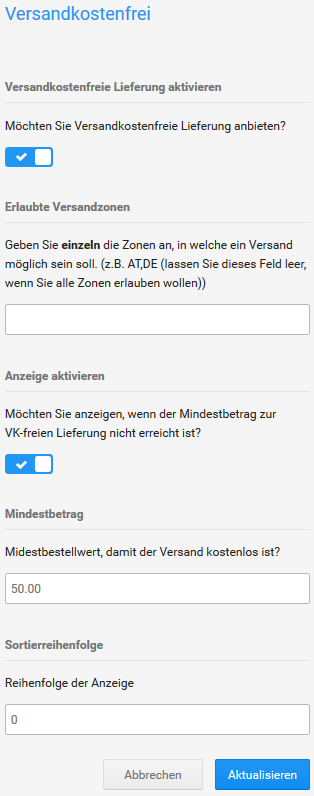 Versandkostenfrei
Versandkostenfreie Lieferung aktivieren
Möchten Sie Versandkostenfreie Lieferung anbieten?
Erlaubte Versandzonen
Geben Sie einzeln die Zonen an, in welche ein Versand
möglich sein soll. (z.B. AT,DE (lassen Sie dieses Feld leer,
wenn Sie alle Zonen erlauben wollen))
Anzeige aktivieren
Möchten Sie anzeigen, wenn der Mindestbetrag zur
VK-freien Lieferung nicht erreicht ist?
Mindestbetrag
Midestbestellwert, damit der Versand kostenlos ist?
50.00
Sortierreihenfolge
Reihenfolge der Anzeige
0
Abbrechen Aktualisieren